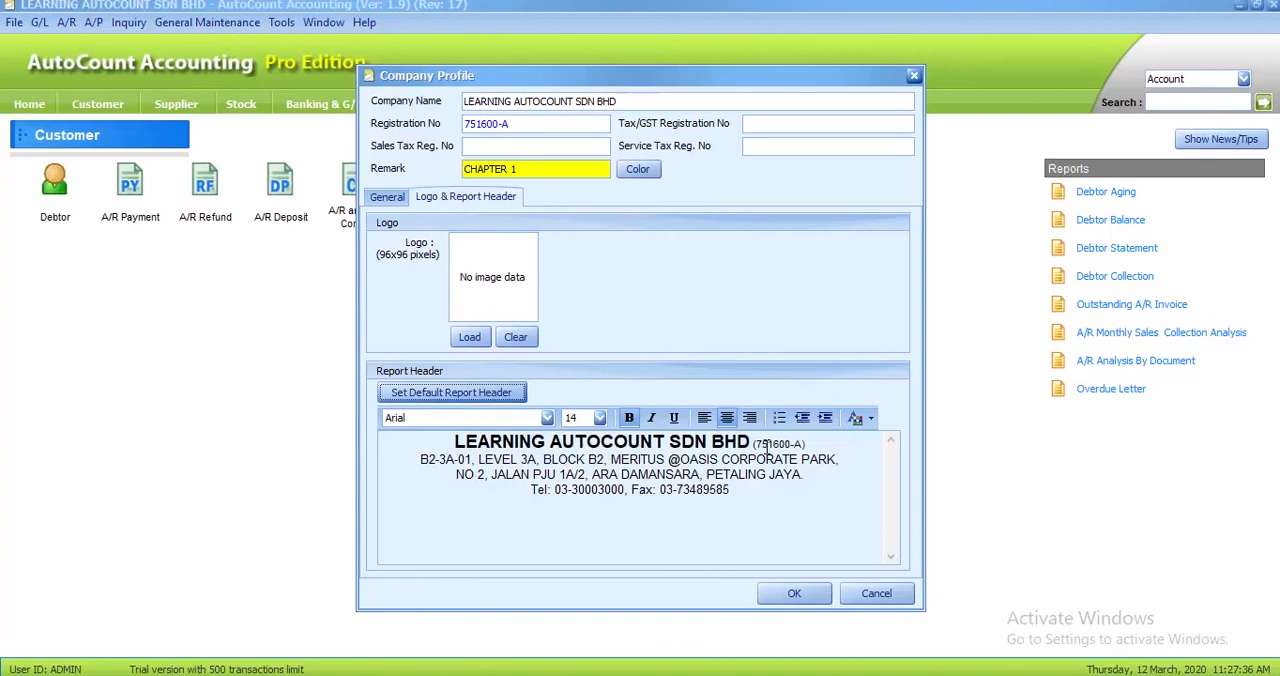 LEARNING AUTOCOUNT SDN BHD - AutoCount Accounting (Ver: 1.9) (Rev: 17)
File G/L A/R A/P Inquiry General Maintenance Tools Window Help
AutoCount Accounting Pro Edition
Account
Search :
Home Customer Supplier Stock Banking & G/
Show News/Tips
Customer
Debtor
A/R Payment
A/R Refund
A/R Deposit
A/R
Reports
Debtor Aging
Debtor Balance
Debtor Statement
Debtor Collection
Outstanding A/R Invoice
A/R Monthly Sales Collection Analysis
A/R Analysis By Document
Overdue Letter
Company Profile
Company Name LEARNING AUTOCOUNT SDN BHD
Registration No 751600-A Tax/GST Registration No
Sales Tax Reg. No Service Tax Reg. No
Remark CHAPTER 1 Color
General Logo & Report Header
Logo
Logo :
(96x96 pixels)
No image data
Load Clear
Report Header
Set Default Report Header
Arial 14 B I U
LEARNING AUTOCOUNT SDN BHD (751600-A)
B2-3A-01, LEVEL 3A, BLOCK B2, MERITUS @OASIS CORPORATE PARK,
NO 2, JALAN PJU 1A/2, ARA DAMANSARA, PETALING JAYA.
Tel: 03-30003000, Fax: 03-73489585
OK Cancel
Activate Windows
Go to Settings to activate Windows.
User ID: ADMIN Trial version with 500 transactions limit Thursday, 12 March, 2020 11:27:36 AM